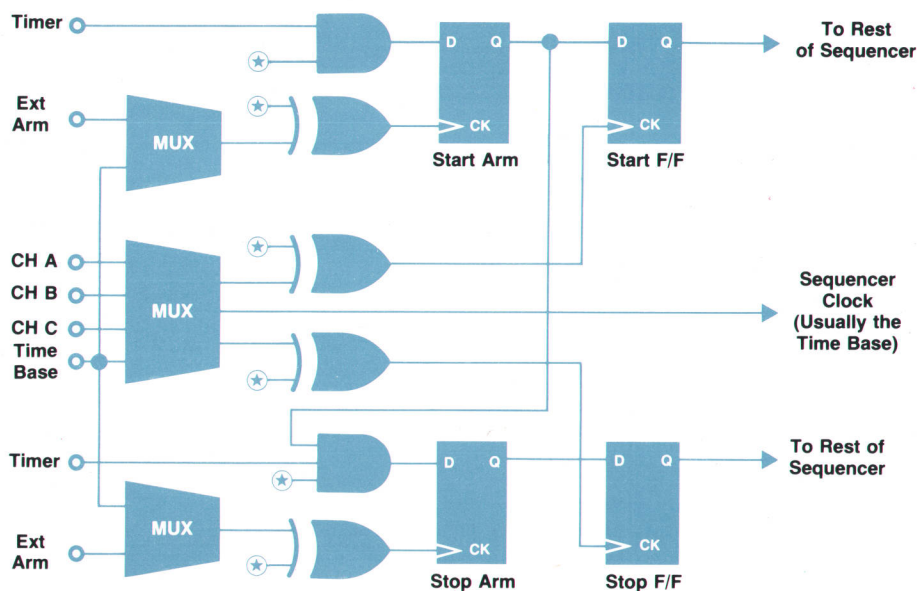 Timer
D Q
D Q
To Rest
of Sequencer
Ext
Arm
MUX
CK
CK
Start Arm
Start F/F
CH A
CH B
CH C
Time
Base
MUX
Sequencer
Clock
(Usually the
Time Base)
Timer
D Q
D Q
To Rest of
Sequencer
Ext
Arm
MUX
CK
CK
Stop Arm
Stop F/F